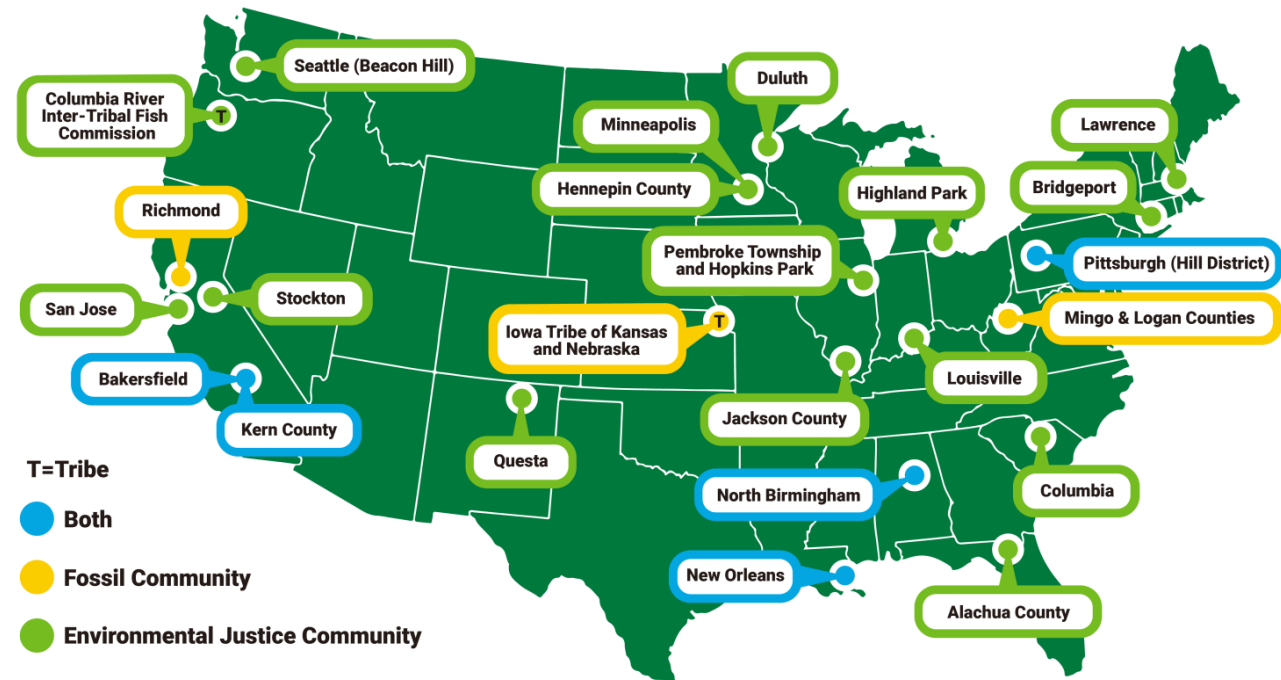 Seattle (Beacon Hill)
Duluth
Columbia River
Inter-Tribal Fish
Commission
Minneapolis
Lawrence
Hennepin County
Highland Park
Bridgeport
Richmond
Pembroke Township
and Hopkins Park
Pittsburgh (Hill District)
San Jose
Stockton
T
T
Iowa Tribe of Kansas
and Nebraska
Mingo & Logan Counties
Bakersfield
Louisville
Kern County
Jackson County
Questa
North Birmingham
Columbia
New Orleans
Alachua County
T=Tribe
Both
Fossil Community
Environmental Justice Community